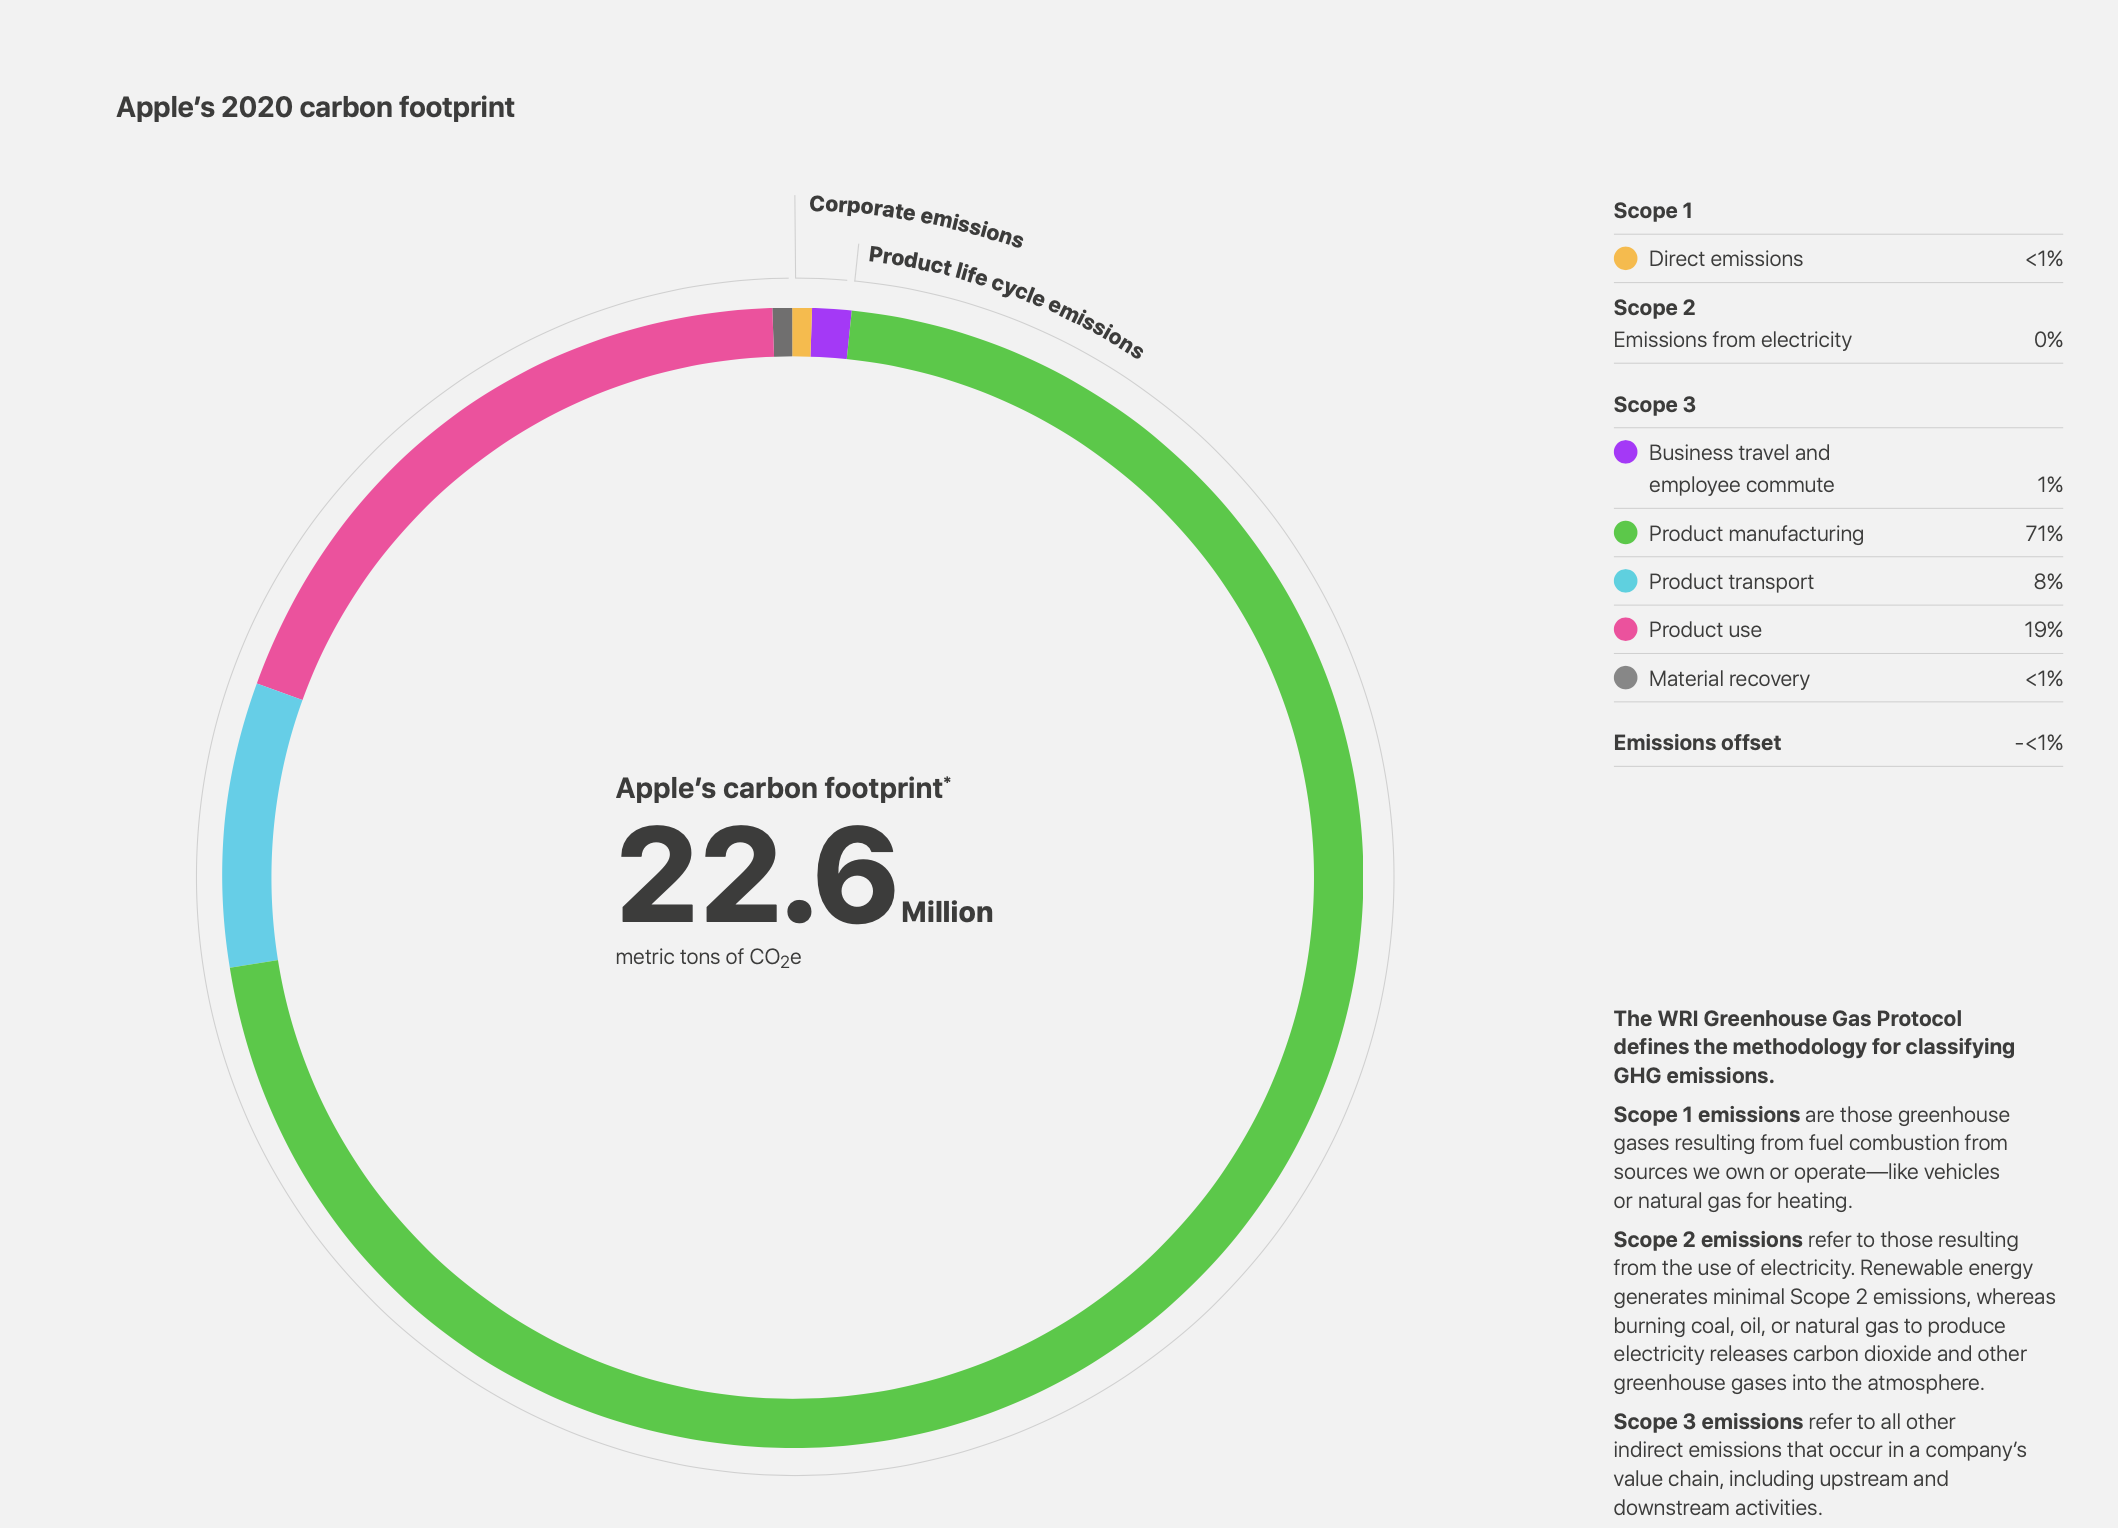 Apple’s 2020 carbon footprint
Corporate emissions
Product life cycle emissions
Apple’s carbon footprint*
22.6 Million
metric tons of CO₂e
Scope 1
Direct emissions <1%
Scope 2
Emissions from electricity 0%
Scope 3
Business travel and
employee commute 1%
Product manufacturing 71%
Product transport 8%
Product use 19%
Material recovery <1%
Emissions offset -<1%
The WRI Greenhouse Gas Protocol
defines the methodology for classifying
GHG emissions.
Scope 1 emissions are those greenhouse
gases resulting from fuel combustion from
sources we own or operate—like vehicles
or natural gas for heating.
Scope 2 emissions refer to those resulting
from the use of electricity. Renewable energy
generates minimal Scope 2 emissions, whereas
burning coal, oil, or natural gas to produce
electricity releases carbon dioxide and other
greenhouse gases into the atmosphere.
Scope 3 emissions refer to all other
indirect emissions that occur in a company’s
value chain, including upstream and
downstream activities.